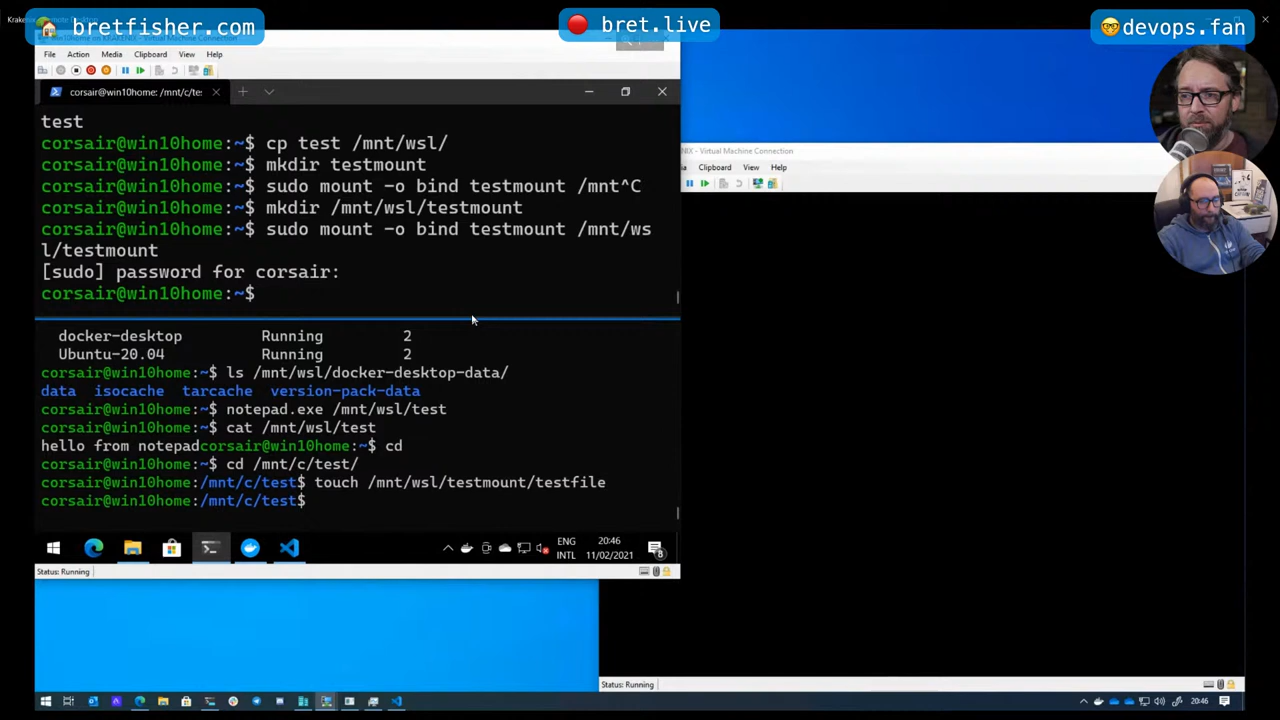 bretfisher.com
bret.live
devops.fan
File Action Media Clipboard View Help
corsair@win10home: /mnt/c/te:
test
corsair@win10home:~$ cp test /mnt/wsl/
corsair@win10home:~$ mkdir testmount
corsair@win10home:~$ sudo mount -o bind testmount /mnt^C
corsair@win10home:~$ mkdir /mnt/wsl/testmount
corsair@win10home:~$ sudo mount -o bind testmount /mnt/ws
l/testmount
[sudo] password for corsair:
corsair@win10home:~$
docker-desktop Running 2
Ubuntu-20.04 Running 2
corsair@win10home:~$ ls /mnt/wsl/docker-desktop-data/
data isocache tarcache version-pack-data
corsair@win10home:~$ notepad.exe /mnt/wsl/test
corsair@win10home:~$ cat /mnt/wsl/test
hello from notepadcorsair@win10home:~$ cd
corsair@win10home:~$ cd /mnt/c/test/
corsair@win10home:/mnt/c/test$ touch /mnt/wsl/testmount/testfile
corsair@win10home:/mnt/c/test$
ENG 20:46
INTL 11/02/2021
8
Status: Running
- Virtual Machine Connection
Clipboard View Help
Status: Running
20:46